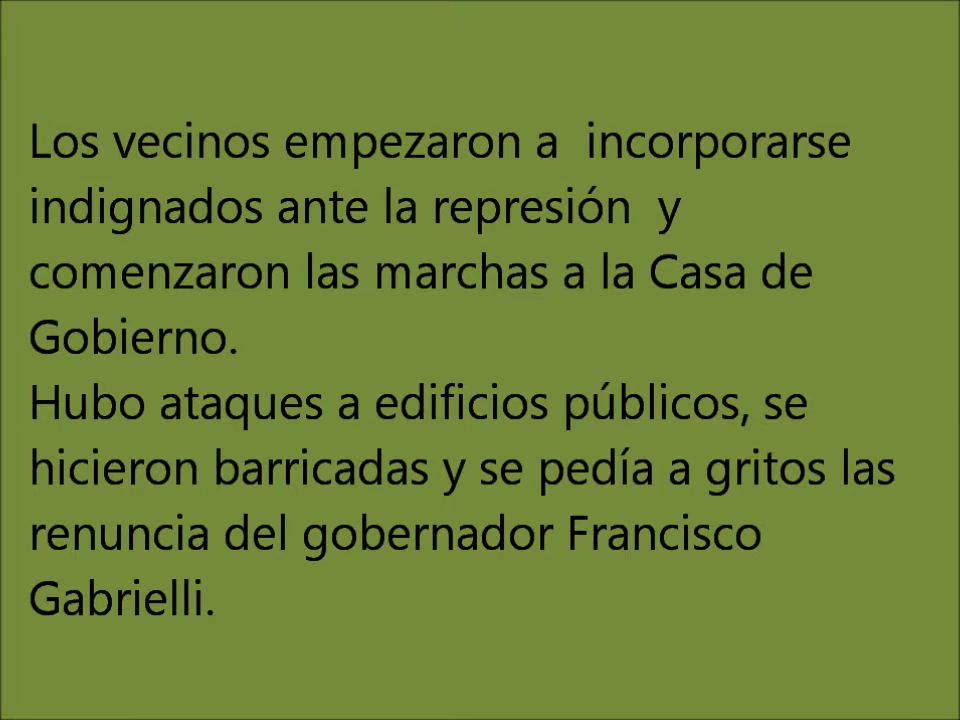 Los vecinos empezaron a  incorporarse
indignados ante la represión  y
comenzaron las marchas a la Casa de
Gobierno.
Hubo ataques a edificios públicos, se
hicieron barricadas y se pedía a gritos las
renuncia del gobernador Francisco
Gabrielli.